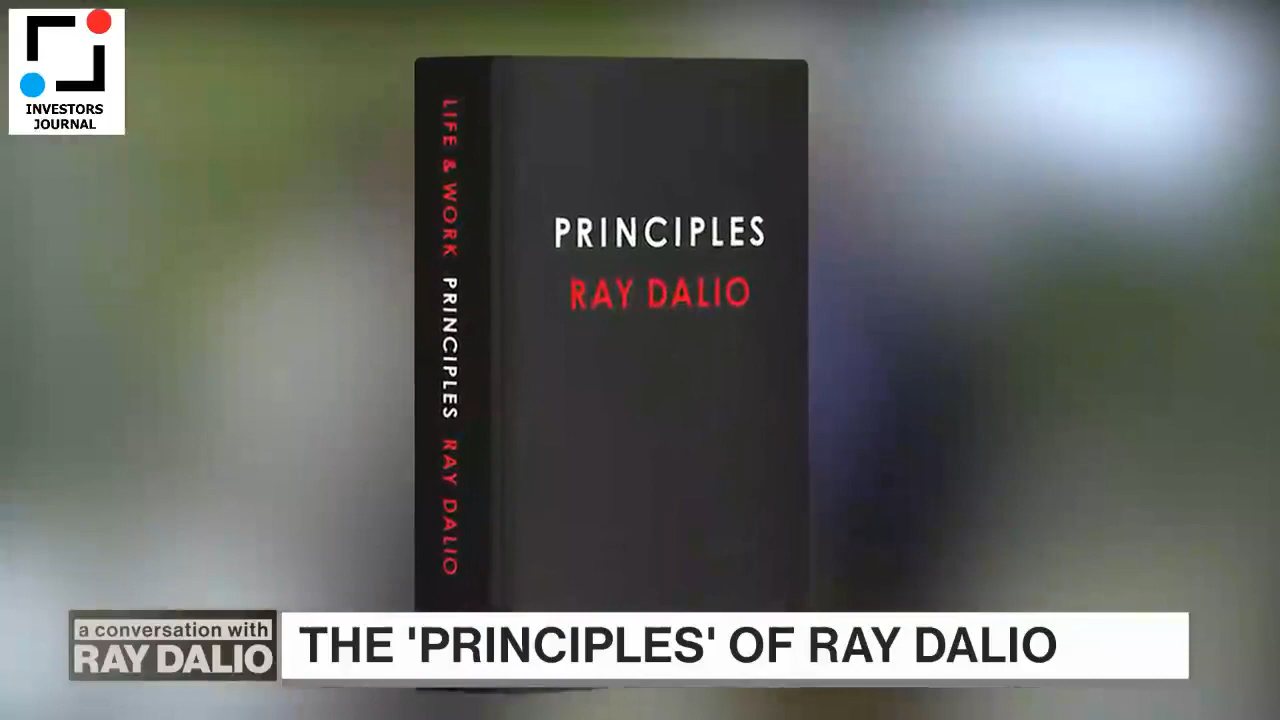 INVESTORS
JOURNAL
LIFE & WORK PRINCIPLES RAY DALIO
PRINCIPLES
RAY DALIO
a conversation with
RAY DALIO
THE 'PRINCIPLES' OF RAY DALIO